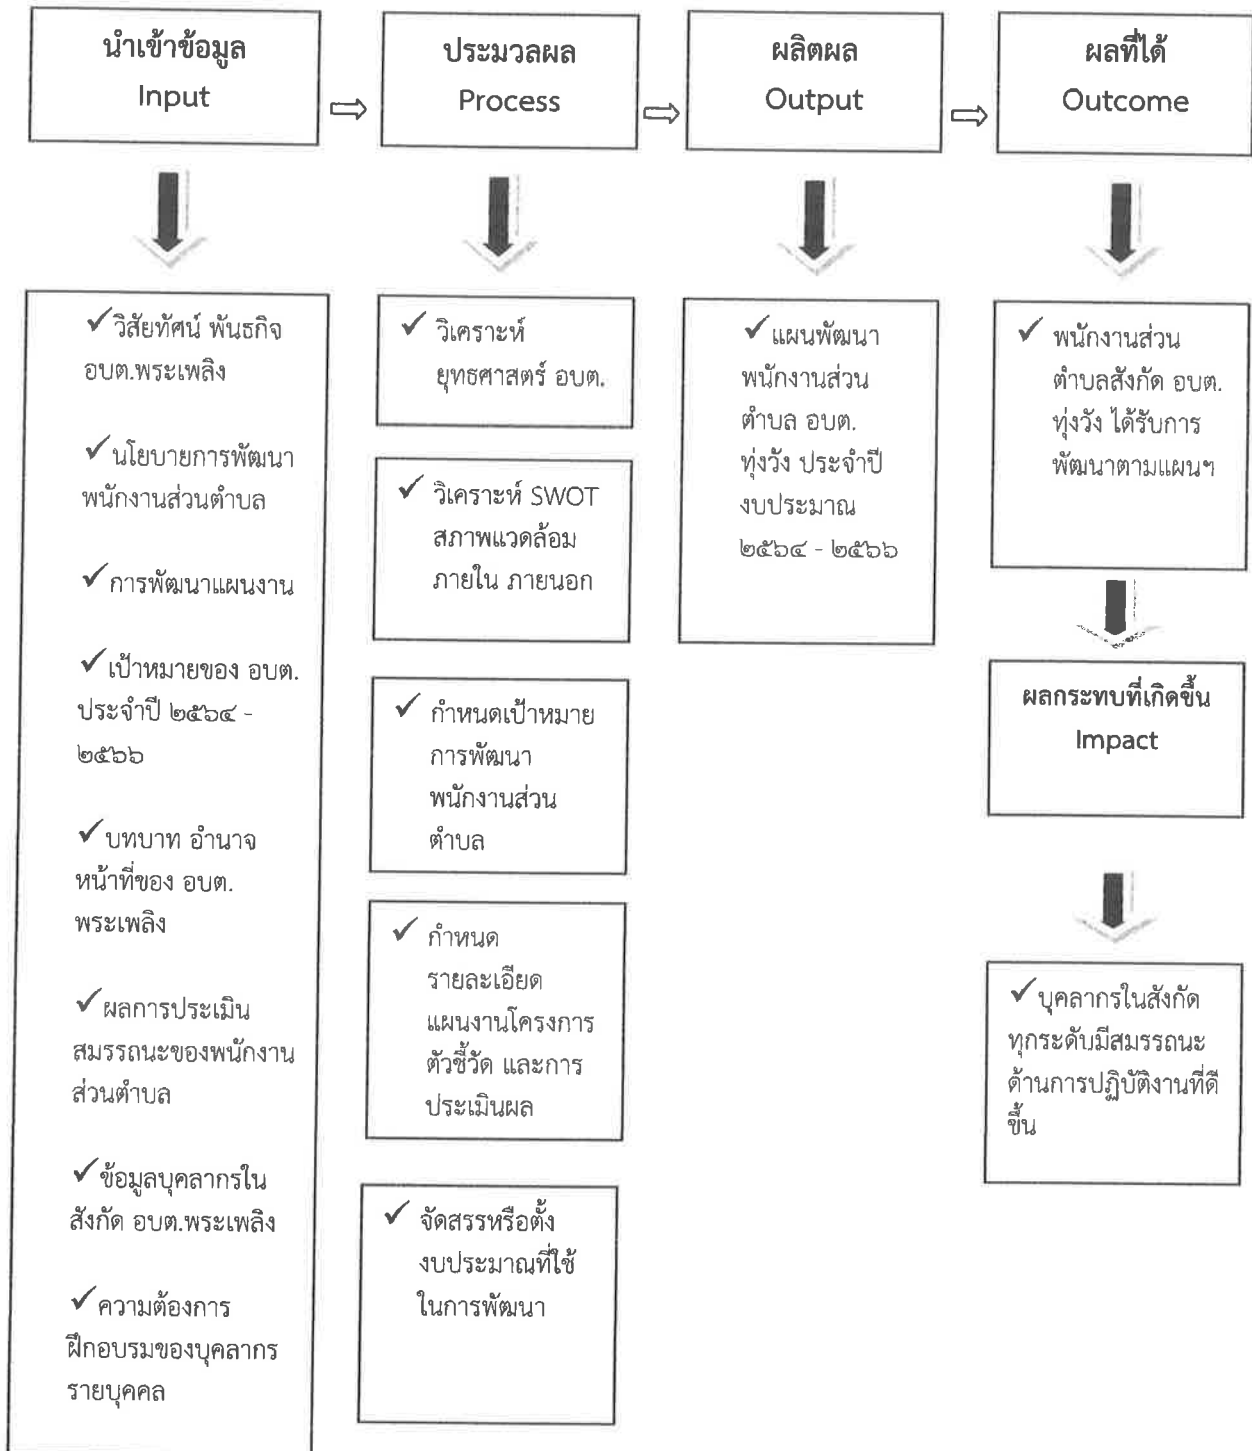 นำเข้าข้อมูล
Input
ประมวลผล
Process
ผลิตผล
Output
ผลที่ได้
Outcome
✓วิสัยทัศน์ พันธกิจ
อบต.พระเพลิง
✓นโยบายการพัฒนา
พนักงานส่วนตำบล
✓การพัฒนาแผนงาน
✓เป้าหมายของ อบต.
ประจำปี ๒๕๖๔ -
๒๕๖๖
✓บทบาท อำนาจ
หน้าที่ของ อบต.
พระเพลิง
✓ผลการประเมิน
สมรรถนะของพนักงาน
ส่วนตำบล
✓ข้อมูลบุคลากรใน
สังกัด อบต.พระเพลิง
✓ความต้องการ
ฝึกอบรมของบุคลากร
รายบุคคล
✓ วิเคราะห์
ยุทธศาสตร์ อบต.
✓ วิเคราะห์ SWOT
สภาพแวดล้อม
ภายใน ภายนอก
✓ กำหนดเป้าหมาย
การพัฒนา
พนักงานส่วน
ตำบล
✓ กำหนด
รายละเอียด
แผนงานโครงการ
ตัวชี้วัด และการ
ประเมินผล
✓ จัดสรรหรือตั้ง
งบประมาณที่ใช้
ในการพัฒนา
✓แผนพัฒนา
พนักงานส่วน
ตำบล อบต.
ทุ่งวัง ประจำปี
งบประมาณ
๒๕๖๔ - ๒๕๖๖
✓ พนักงานส่วน
ตำบลสังกัด อบต.
ทุ่งวัง ได้รับการ
พัฒนาตามแผนฯ
ผลกระทบที่เกิดขึ้น
Impact
✓บุคลากรในสังกัด
ทุกระดับมีสมรรถนะ
ด้านการปฏิบัติงานที่ดี
ขึ้น